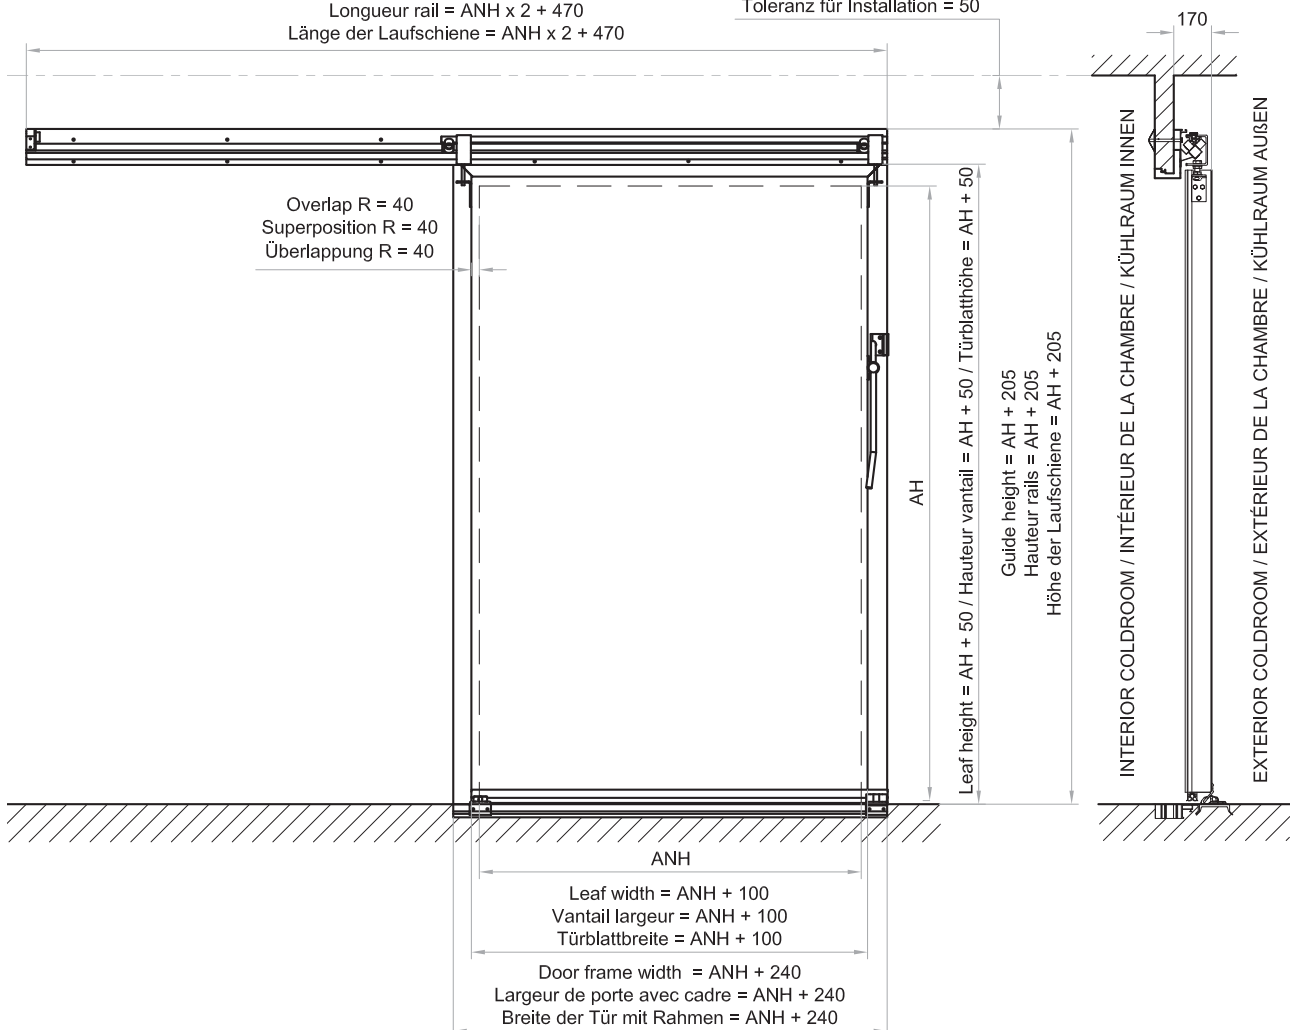 Longueur rail = ANH x 2 + 470
Länge der Laufschiene = ANH x 2 + 470
Toleranz für Installation = 50
170
Overlap R = 40
Superposition R = 40
Überlappung R = 40
AH
Leaf height = AH + 50 / Hauteur vantail = AH + 50 / Türblatthöhe = AH + 50
Guide height = AH + 205
Hauteur rails = AH + 205
Höhe der Laufschiene = AH + 205
INTERIOR COLDROOM / INTÉRIEUR DE LA CHAMBRE / KÜHLRAUM INNEN
EXTERIOR COLDROOM / EXTÉRIEUR DE LA CHAMBRE / KÜHLRAUM AUßEN
ANH
Leaf width = ANH + 100
Vantail largeur = ANH + 100
Türblattbreite = ANH + 100
Door frame width = ANH + 240
Largeur de porte avec cadre = ANH + 240
Breite der Tür mit Rahmen = ANH + 240